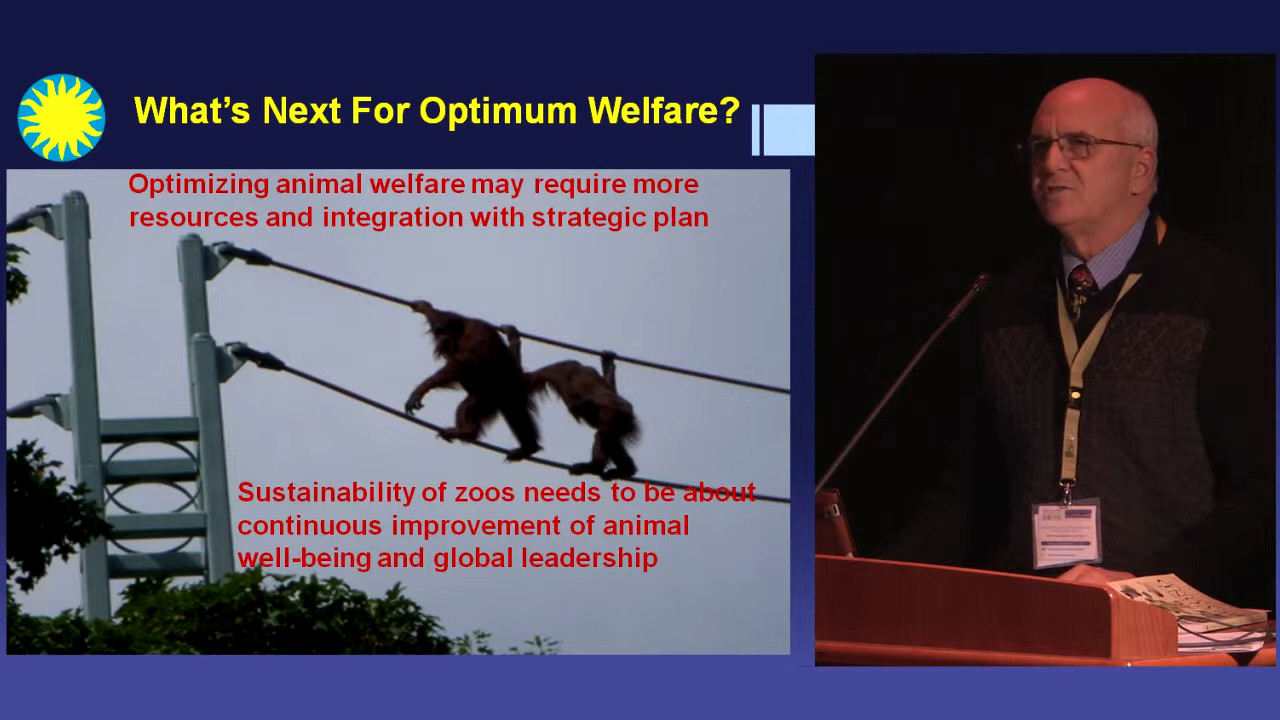 What's Next For Optimum Welfare?
Optimizing animal welfare may require more
resources and integration with strategic plan
Sustainability of zoos needs to be about
continuous improvement of animal
well-being and global leadership